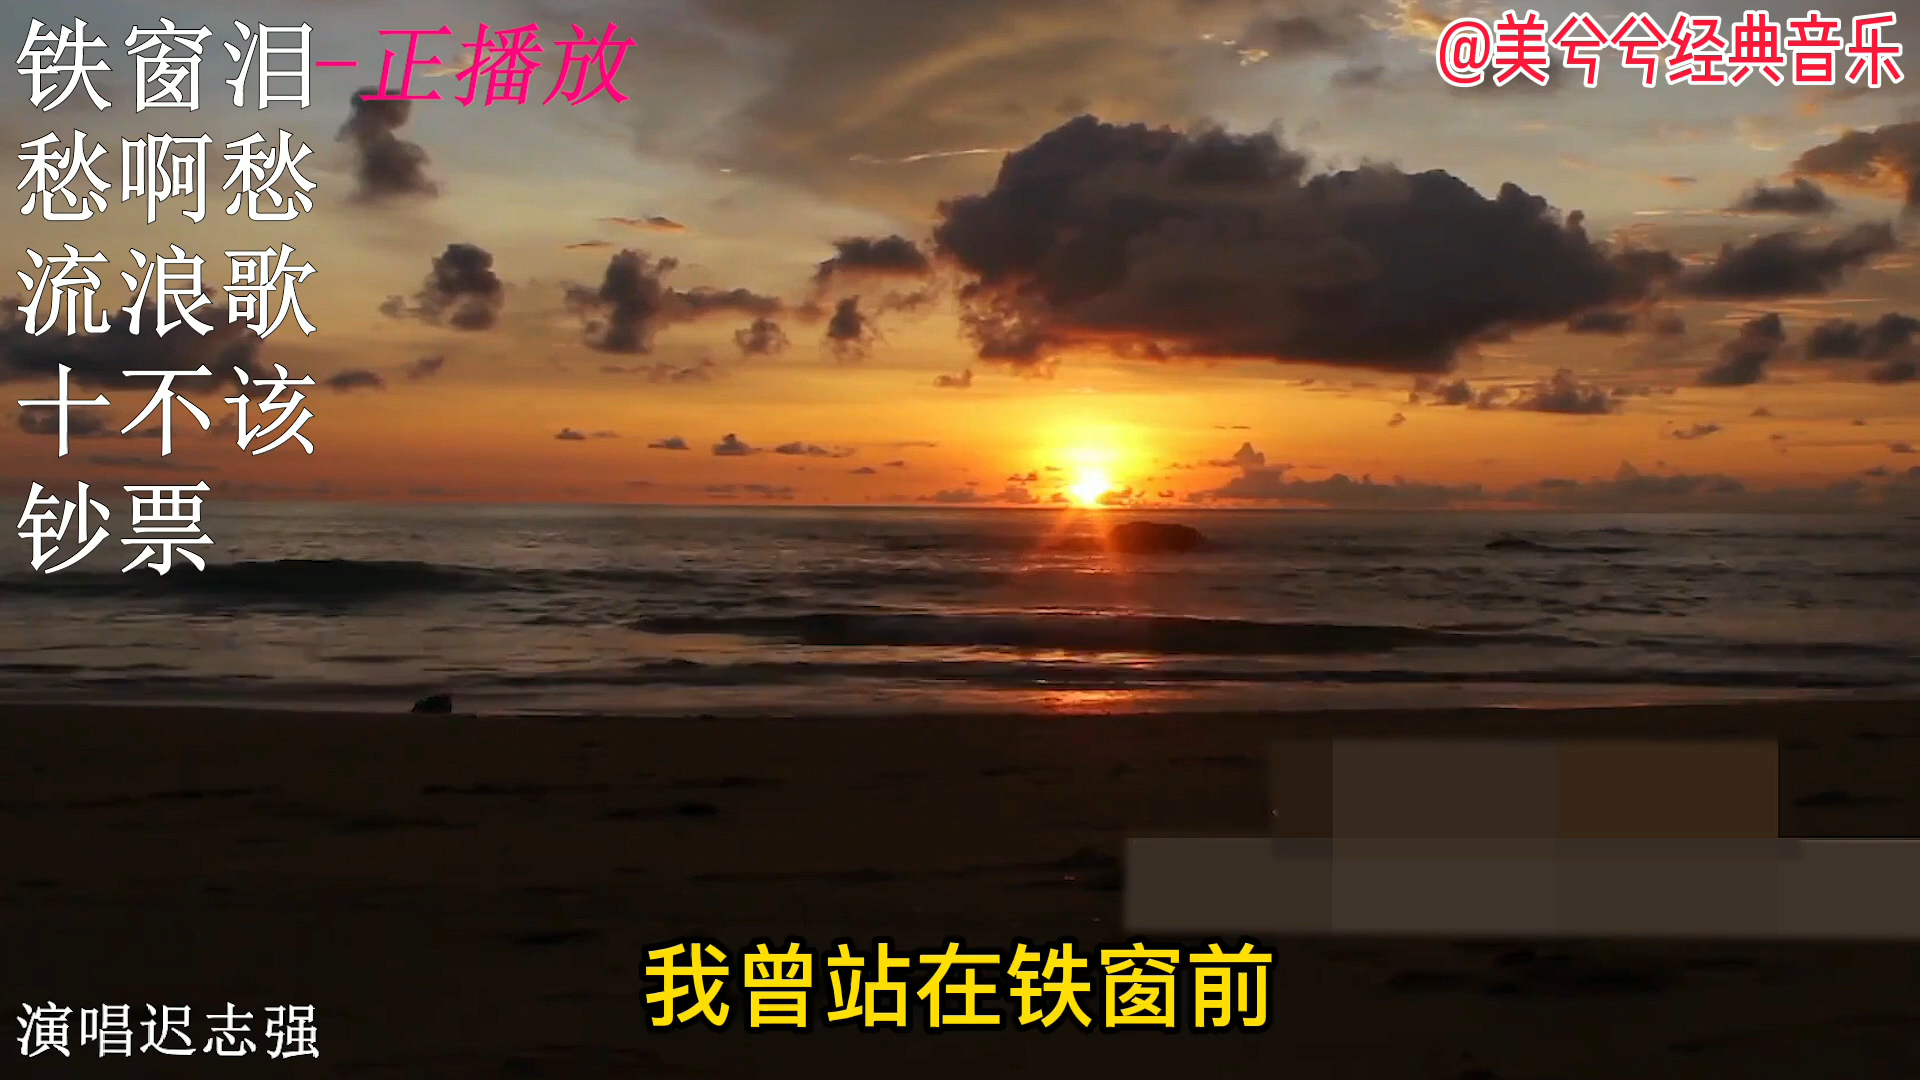 铁窗泪-正播放
@美兮兮经典音乐
愁啊愁
流浪歌
十不该
钞票
我曾站在铁窗前
演唱迟志强